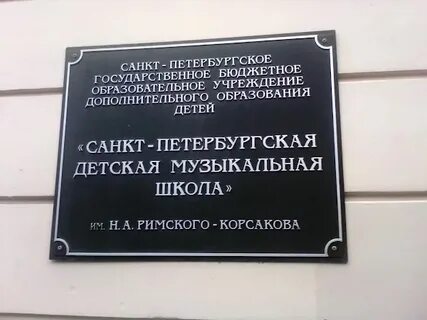 САНКТ-ПЕТЕРБУРГСКОЕ
ГОСУДАРСТВЕННОЕ БЮДЖЕТНОЕ
ОБРАЗОВАТЕЛЬНОЕ УЧРЕЖДЕНИЕ
ДОПОЛНИТЕЛЬНОГО ОБРАЗОВАНИЯ
ДЕТЕЙ
«САНКТ-ПЕТЕРБУРГСКАЯ
ДЕТСКАЯ МУЗЫКАЛЬНАЯ
ШКОЛА»
ИМ. Н.А. РИМСКОГО-КОРСАКОВА